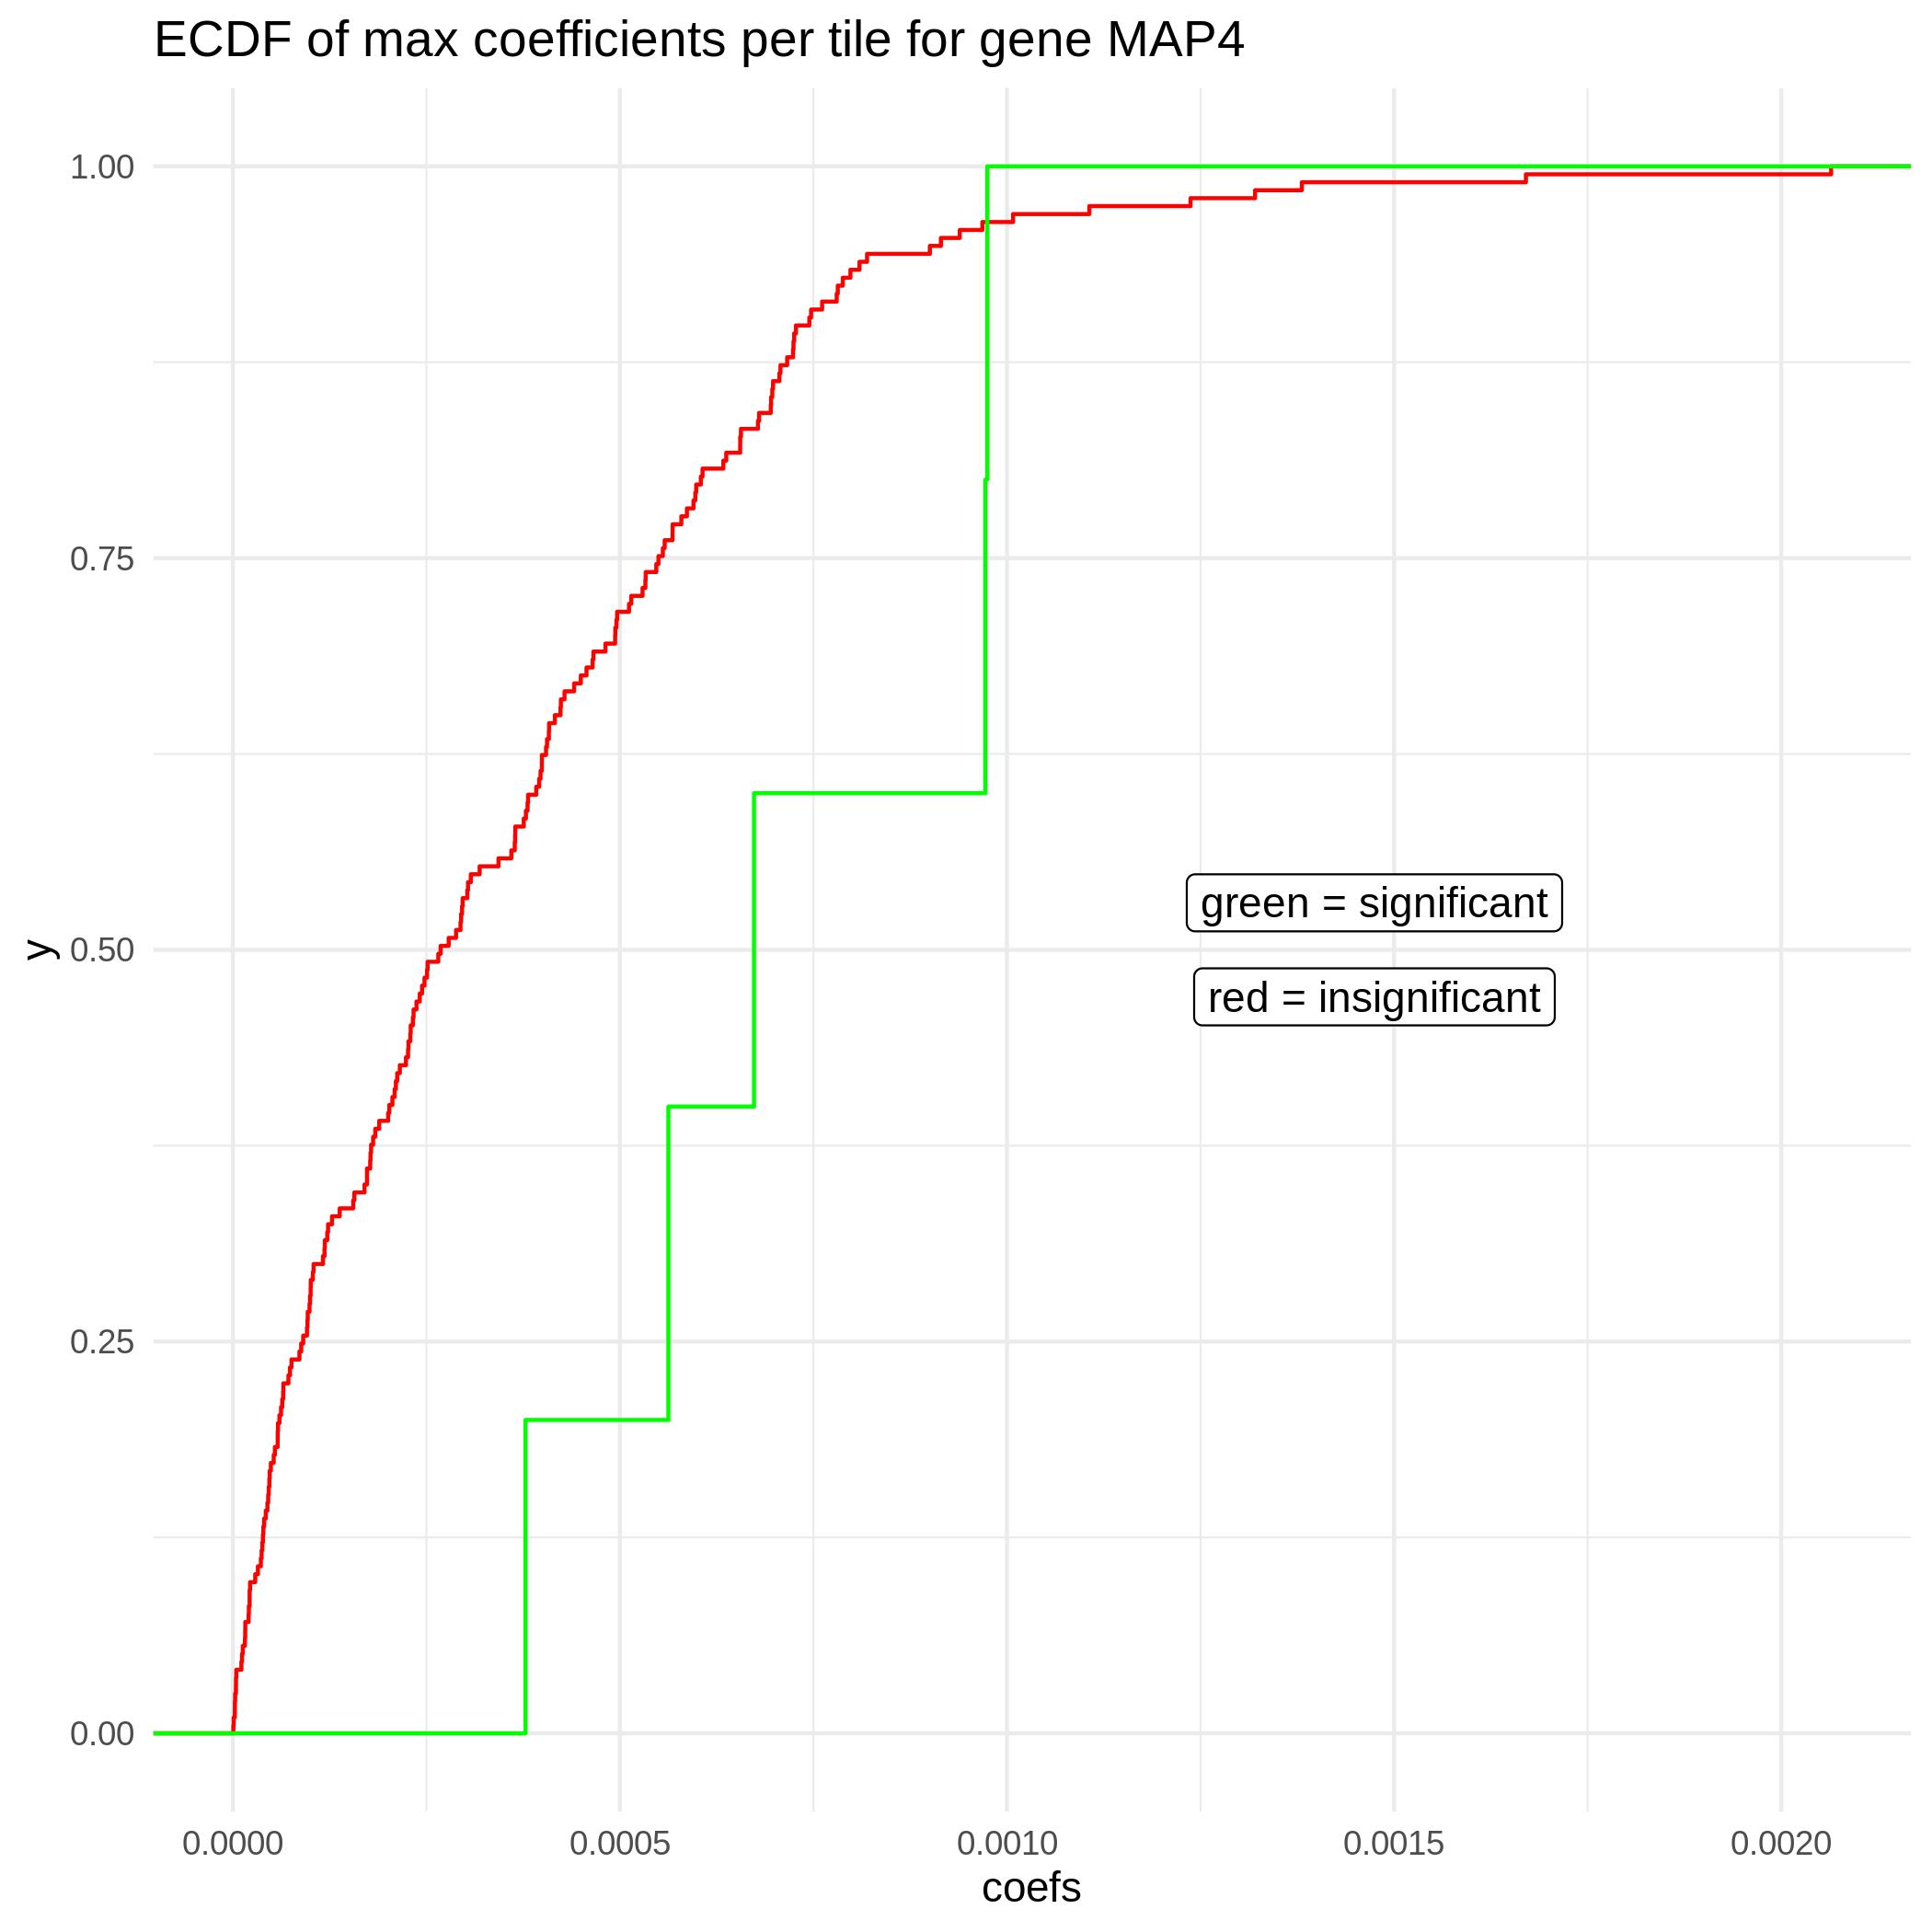 ECDF of max coefficients per tile for gene MAP4
1.00
0.75
0.50
0.25
0.00
y
green = significant
red = insignificant
0.0000 0.0005 0.0010 0.0015 0.0020
coefs